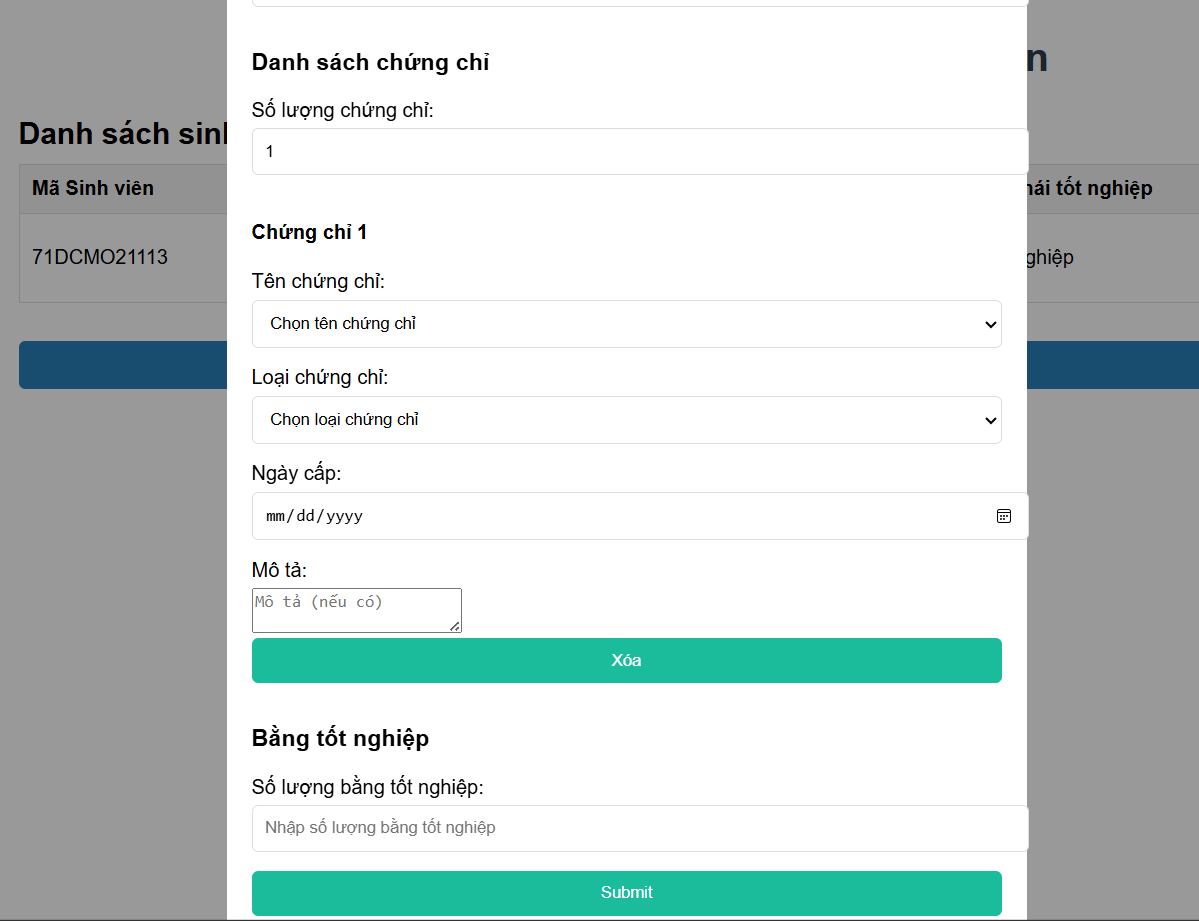 Danh sách chứng chỉ
n
Số lượng chứng chỉ:
Danh sách sinh
1
Mã Sinh viên
hái tốt nghiệp
Chứng chỉ 1
71DCMO21113
ghiệp
Tên chứng chỉ:
Chọn tên chứng chỉ
Loại chứng chỉ:
Chọn loại chứng chỉ
Ngày cấp:
mm/dd/yyyy
Mô tả:
Mô tả (nếu có)
Xóa
Bằng tốt nghiệp
Số lượng bằng tốt nghiệp:
Nhập số lượng bằng tốt nghiệp
Submit